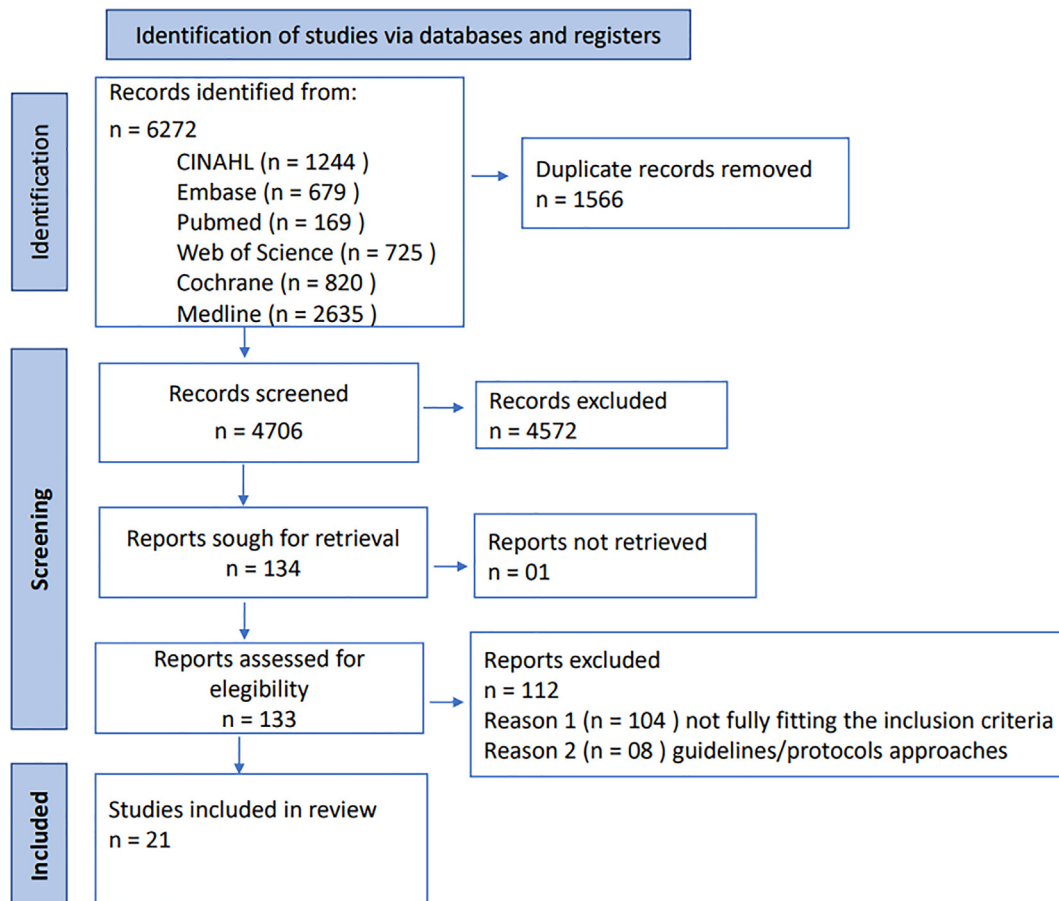 Identification of studies via databases and registers
Identification
Records identified from:
n = 6272
CINAHL (n = 1244 )
Embase (n = 679 )
Pubmed (n = 169 )
Web of Science (n = 725 )
Cochrane (n = 820 )
Medline (n = 2635 )
Duplicate records removed
n = 1566
Screening
Records screened
n = 4706
Records excluded
n = 4572
Reports sough for retrieval
n = 134
Reports not retrieved
n = 01
Reports assessed for
elegibility
n = 133
Reports excluded
n = 112
Reason 1 (n = 104 ) not fully fitting the inclusion criteria
Reason 2 (n = 08 ) guidelines/protocols approaches
Included
Studies included in review
n = 21